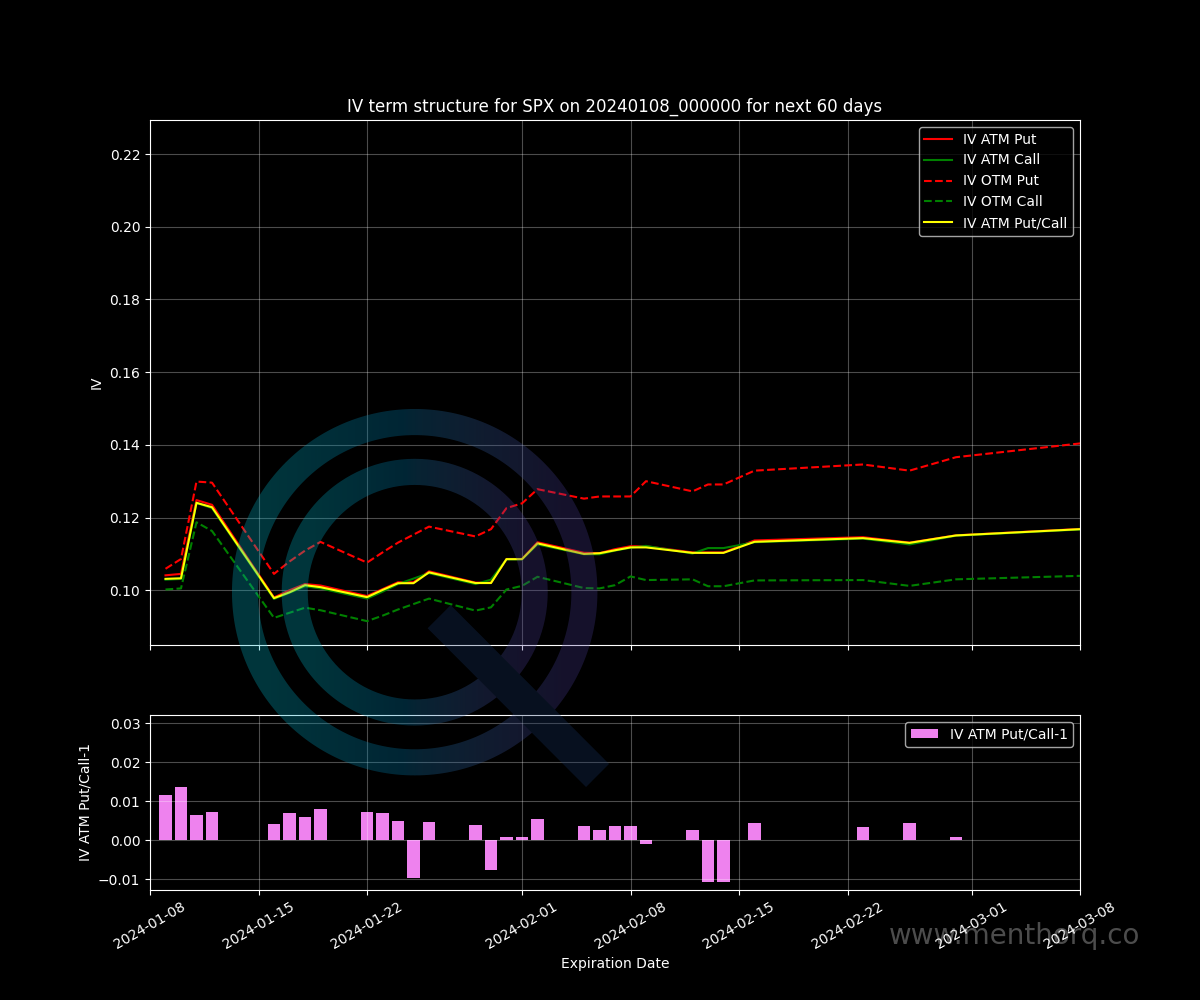 IV term structure for SPX on 20240108_000000 for next 60 days
IV ATM Put
IV ATM Call
IV OTM Put
IV OTM Call
IV ATM Put/Call
0.22
0.20
0.18
0.16
0.14
0.12
0.10
IV
IV ATM Put/Call-1
0.03
0.02
0.01
0.00
−0.01
IV ATM Put/Call-1
2024-01-08
2024-01-15
2024-01-22
2024-02-01
2024-02-08
2024-02-15
2024-02-22
2024-03-01
2024-03-08
www.menthorq.co
Expiration Date